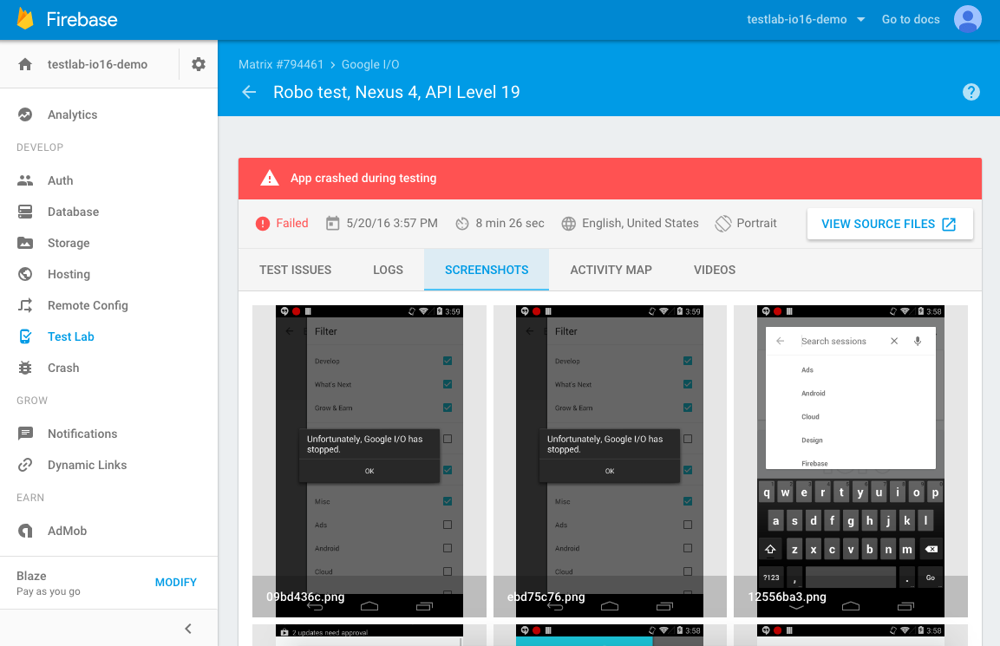 Firebase
testlab-io16-demo
Go to docs
testlab-io16-demo
Analytics
DEVELOP
Auth
Database
Storage
Hosting
Remote Config
Test Lab
Crash
GROW
Notifications
Dynamic Links
EARN
AdMob
Blaze
Pay as you go
MODIFY
Matrix #794461 › Google I/O
Robo test, Nexus 4, API Level 19
?
App crashed during testing
Failed
5/20/16 3:57 PM
8 min 26 sec
English, United States
Portrait
VIEW SOURCE FILES
TEST ISSUES
LOGS
SCREENSHOTS
ACTIVITY MAP
VIDEOS
3:59
Filter
Develop
What's Next
Grow & Earn
Unfortunately, Google I/O has
stopped.
OK
Misc
Ads
Android
Cloud
09bd436c.png
3:59
Filter
Develop
What's Next
Grow & Earn
Unfortunately, Google I/O has
stopped.
OK
Misc
Ads
Android
Cloud
ebd75c76.png
3:58
Search sessions
Ads
Android
Cloud
Design
Firebase
q w e r t y u i o p
a s d f g h j k l
z x c v b n m
?123 , . Go
12556ba3.png
2 updates need approval
3:58
3:58